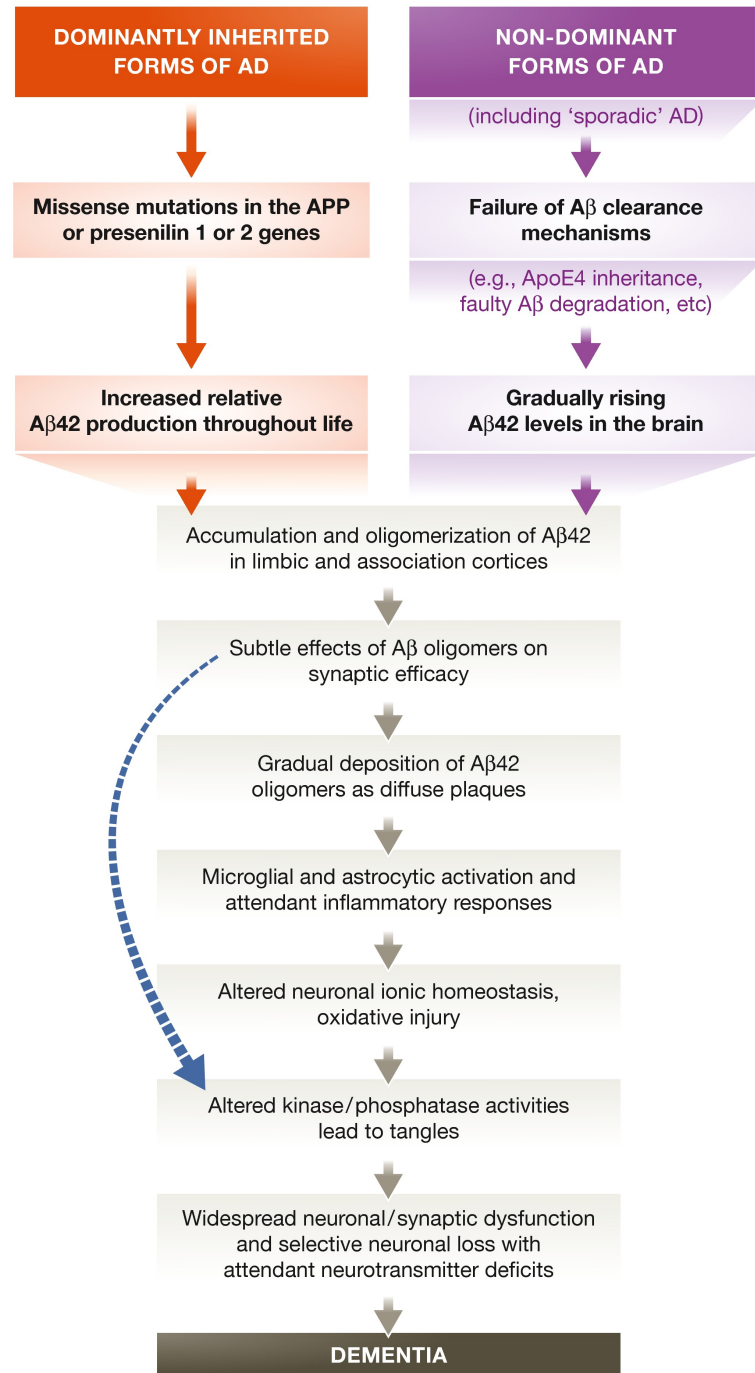 DOMINANTLY INHERITED
FORMS OF AD
NON-DOMINANT
FORMS OF AD
(including ‘sporadic’ AD)
Missense mutations in the APP
or presenilin 1 or 2 genes
Failure of Aβ clearance
mechanisms
(e.g., ApoE4 inheritance,
faulty Aβ degradation, etc)
Increased relative
Aβ42 production throughout life
Gradually rising
Aβ42 levels in the brain
Accumulation and oligomerization of Aβ42
in limbic and association cortices
Subtle effects of Aβ oligomers on
synaptic efficacy
Gradual deposition of Aβ42
oligomers as diffuse plaques
Microglial and astrocytic activation and
attendant inflammatory responses
Altered neuronal ionic homeostasis,
oxidative injury
Altered kinase/phosphatase activities
lead to tangles
Widespread neuronal/synaptic dysfunction
and selective neuronal loss with
attendant neurotransmitter deficits
DEMENTIA